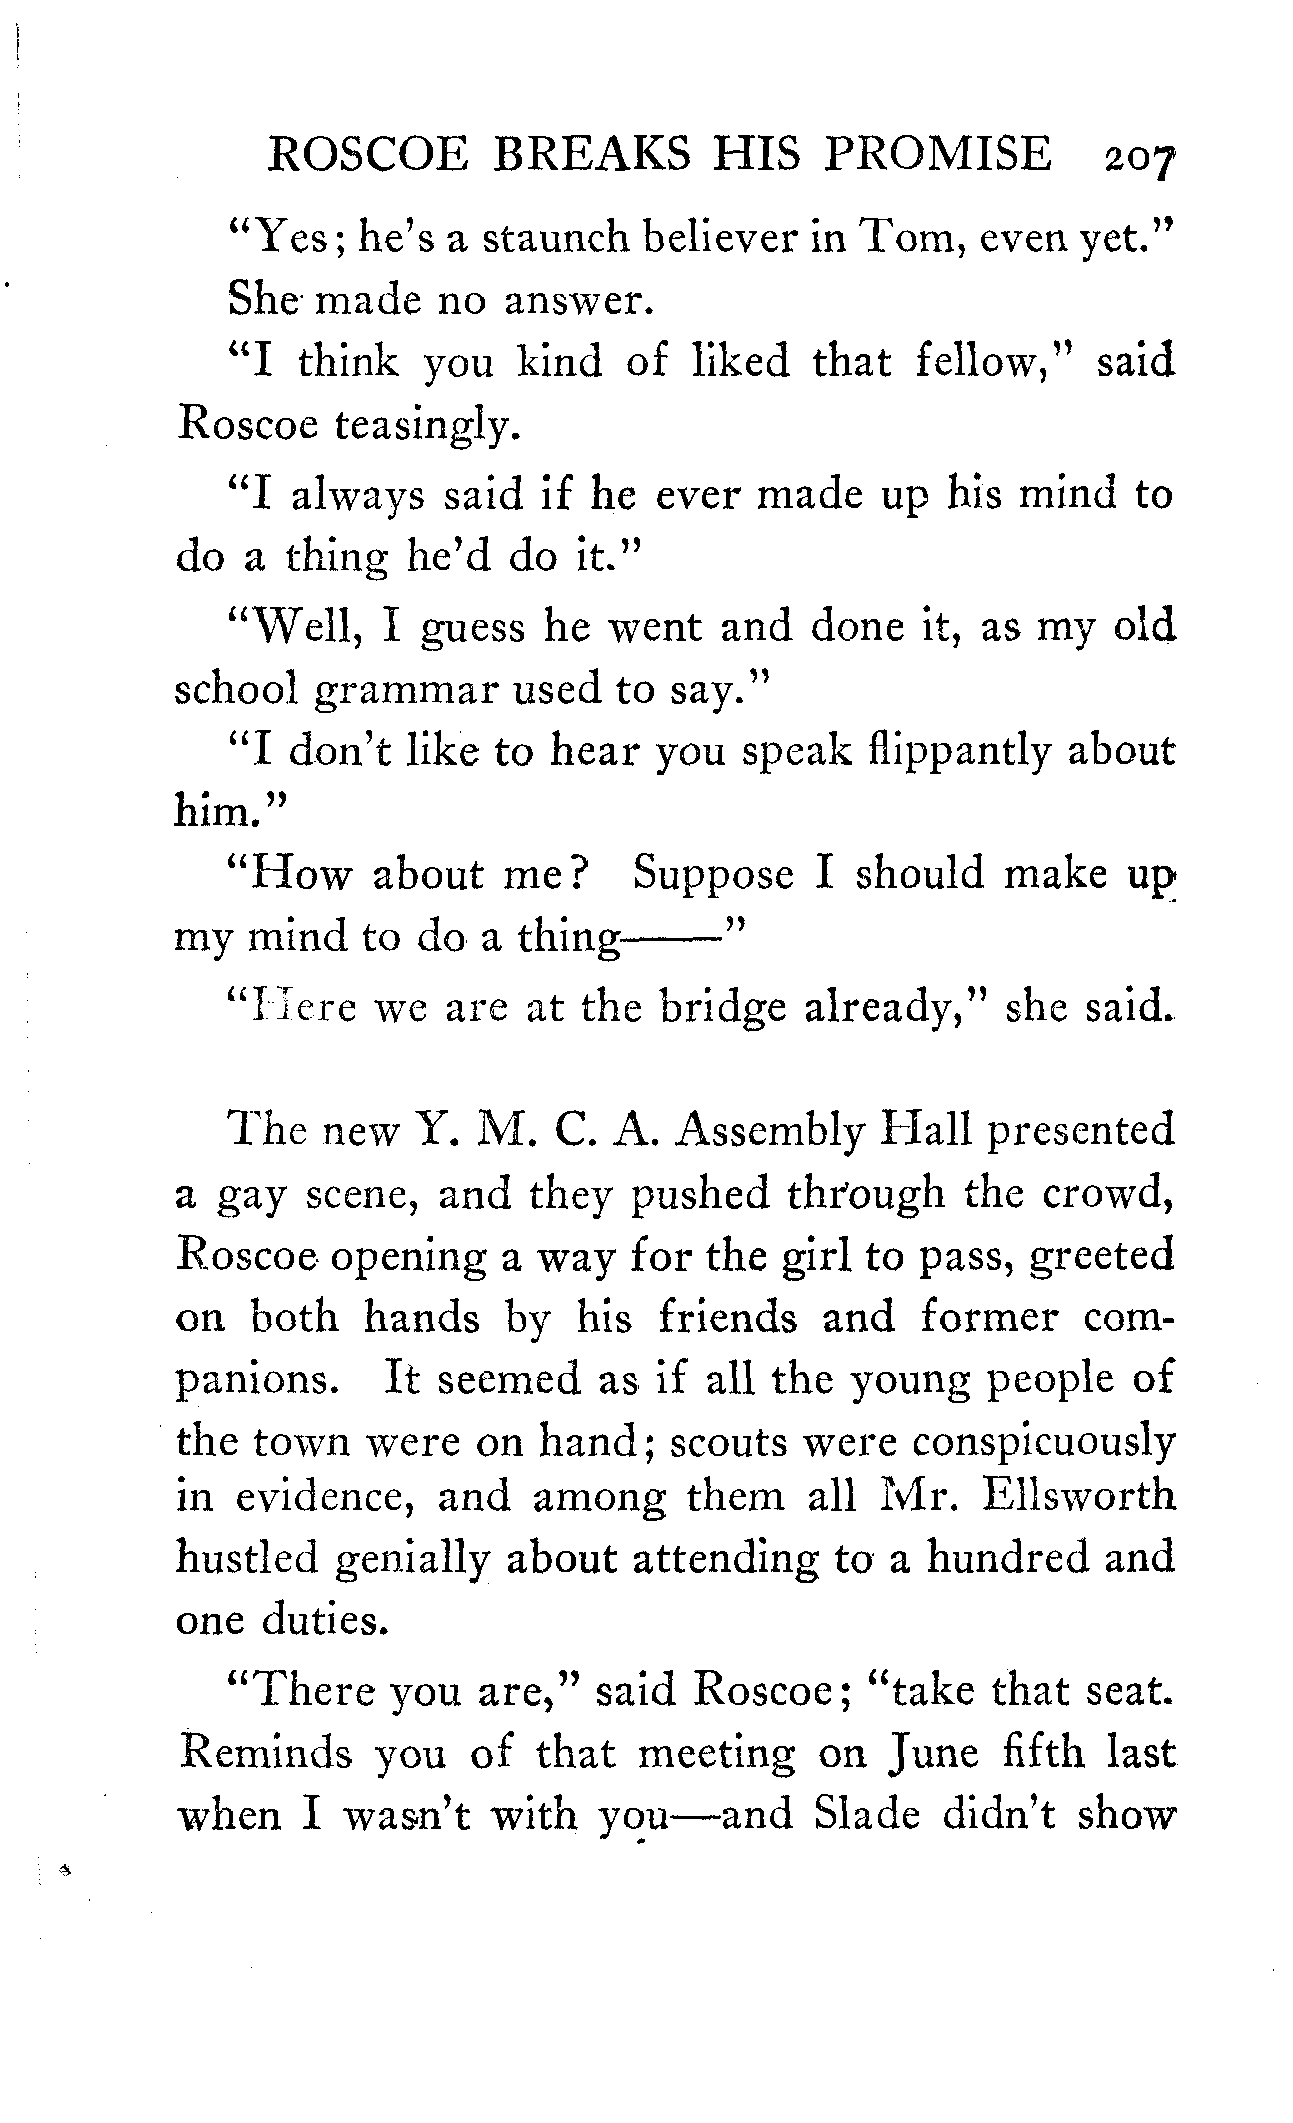 ROSCOE BREAKS HIS PROMISE 207
“Yes; he’s a staunch believer in Tom, even yet.”
She made no answer.
“I think you kind of liked that fellow,” said
Roscoe teasingly.
“I always said if he ever made up his mind to
do a thing he’d do it.”
“Well, I guess he went and done it, as my old
school grammar used to say.”
“I don’t like to hear you speak flippantly about
him.”
“How about me? Suppose I should make up
my mind to do a thing——”
“Here we are at the bridge already,” she said.
The new Y. M. C. A. Assembly Hall presented
a gay scene, and they pushed through the crowd,
Roscoe opening a way for the girl to pass, greeted
on both hands by his friends and former com-
panions. It seemed as if all the young people of
the town were on hand; scouts were conspicuously
in evidence, and among them all Mr. Ellsworth
hustled genially about attending to a hundred and
one duties.
“There you are,” said Roscoe; “take that seat.
Reminds you of that meeting on June fifth last
when I wasn’t with you—and Slade didn’t show